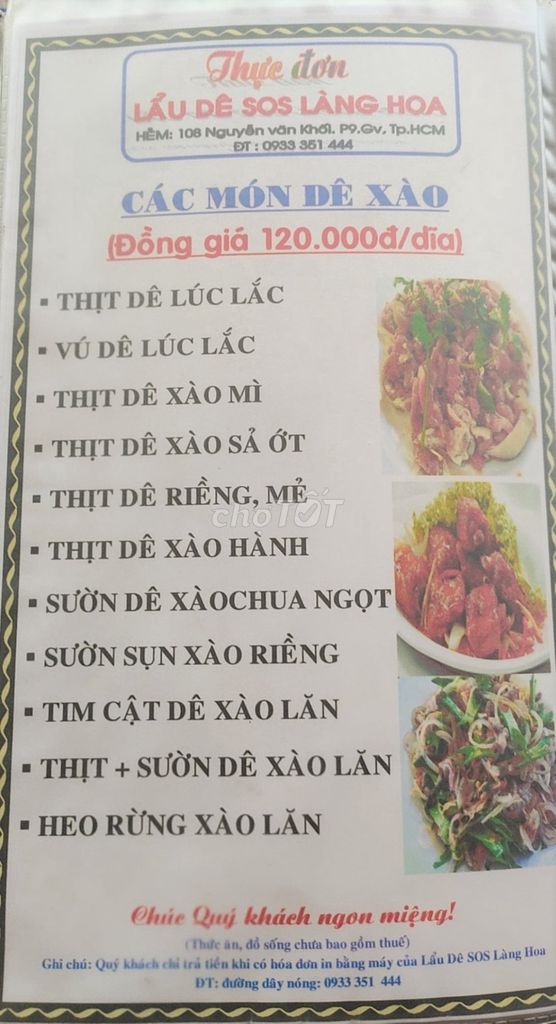 Thực đơn
LẨU DÊ SOS LÀNG HOA
HẺM: 108 Nguyễn văn Khối. P9.Gv. Tp.HCM
ĐT : 0933 351 444
CÁC MÓN DÊ XÀO
(Đồng giá 120.000đ/dĩa)
▪ THỊT DÊ LÚC LẮC
▪ VÚ DÊ LÚC LẮC
▪ THỊT DÊ XÀO MÌ
▪ THỊT DÊ XÀO SẢ ỚT
▪ THỊT DÊ RIỀNG, MẺ
chợTỐT
▪ THỊT DÊ XÀO HÀNH
▪ SƯỜN DÊ XÀOCHUA NGỌT
▪ SƯỜN SỤN XÀO RIỀNG
▪ TIM CẬT DÊ XÀO LĂN
▪ THỊT + SƯỜN DÊ XÀO LĂN
▪ HEO RỪNG XÀO LĂN
Chúc Quý khách ngon miệng!
(Thức ăn, đồ sống chưa bao gồm thuế)
Ghi chú: Quý khách chỉ trả tiền khi có hóa đơn in bằng máy của Lẩu Dê SOS Làng Hoa
ĐT: đường dây nóng: 0933 351 444